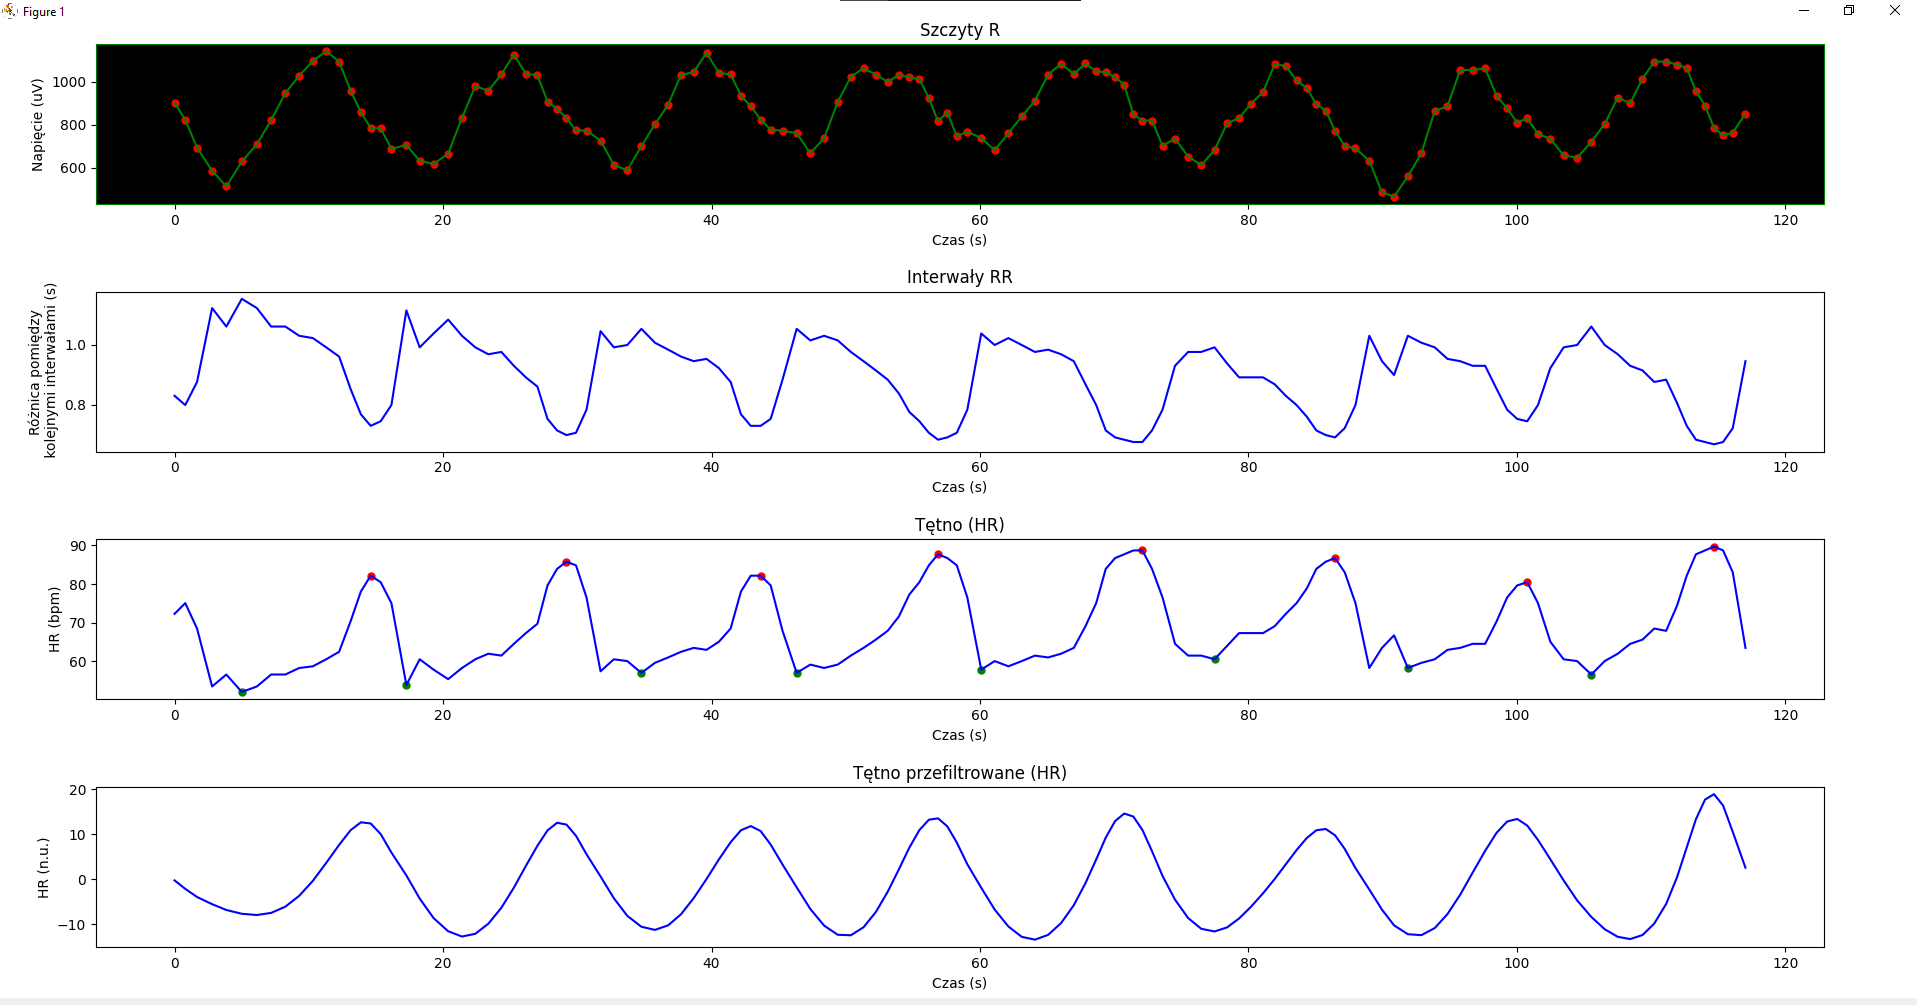 Figure 1
Szczyty R
Napięcie (uV)
1000
800
600
0 20 40 60 80 100 120
Czas (s)
Interwały RR
Różnica pomiędzy
kolejnymi interwałami (s)
1.0
0.8
0 20 40 60 80 100 120
Czas (s)
Tętno (HR)
HR (bpm)
90
80
70
60
0 20 40 60 80 100 120
Czas (s)
Tętno przefiltrowane (HR)
HR (n.u.)
20
10
0
−10
0 20 40 60 80 100 120
Czas (s)